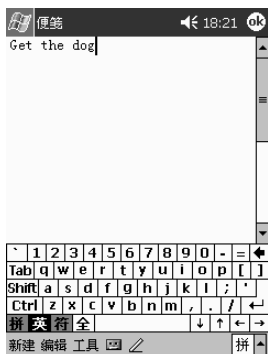 便笺 18:21 ok
Get the dog
` 1 2 3 4 5 6 7 8 9 0 - =
Tab q w e r t y u i o p [ ]
Shift a s d f g h j k l ; '
Ctrl z x c v b n m , . /
拼 英 符 全
新建 编辑 工具 拼